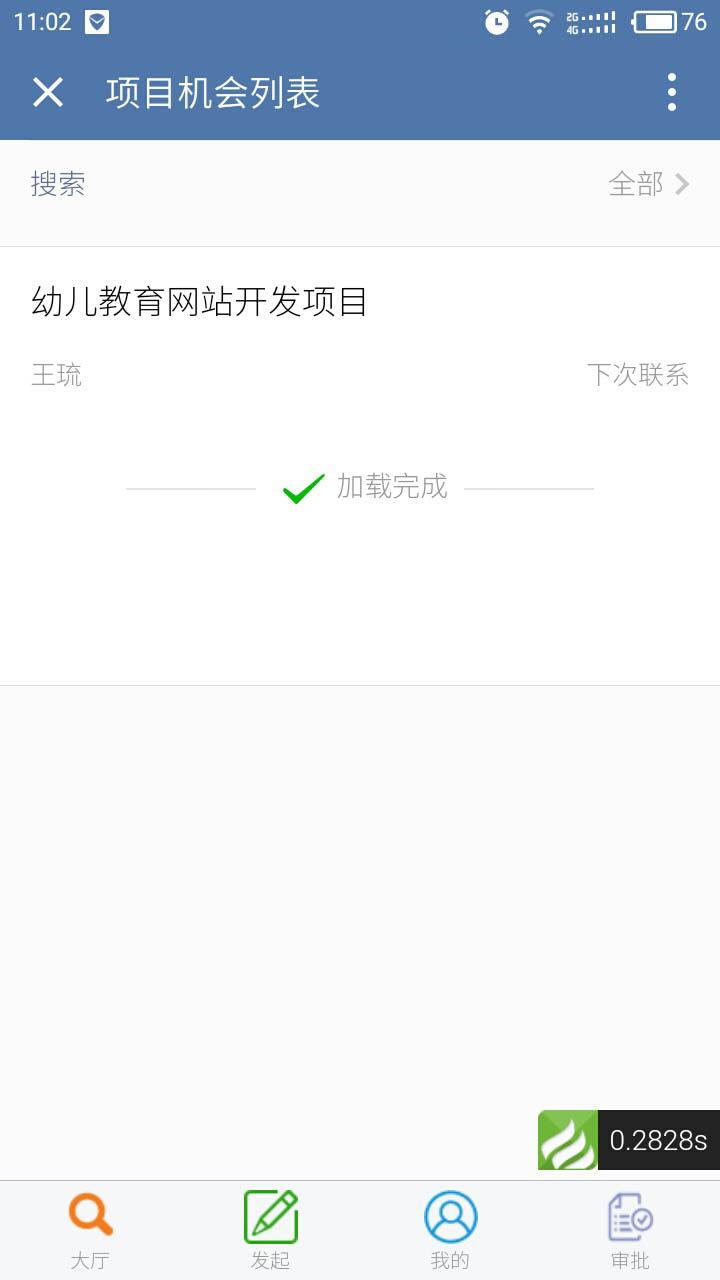 11:02
2G
4G
76
项目机会列表
搜索
全部
幼儿教育网站开发项目
王琉
下次联系
加载完成
0.2828s
大厅
发起
我的
审批